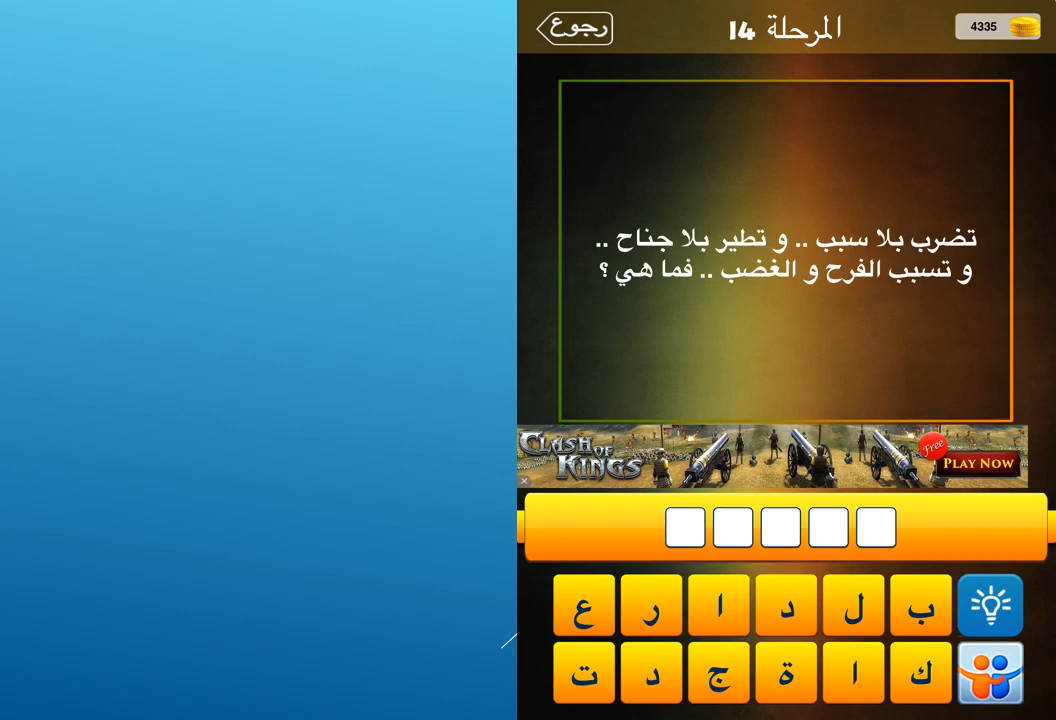 رجوع
المرحلة 14
4335
تضرب بلا سبب .. و تطير بلا جناح ..
و تسبب الفرح و الغضب .. فما هي ؟
CLASH OF KINGS
Free
PLAY NOW
ب ل د ا ر ع
ك ا ة ج د ت